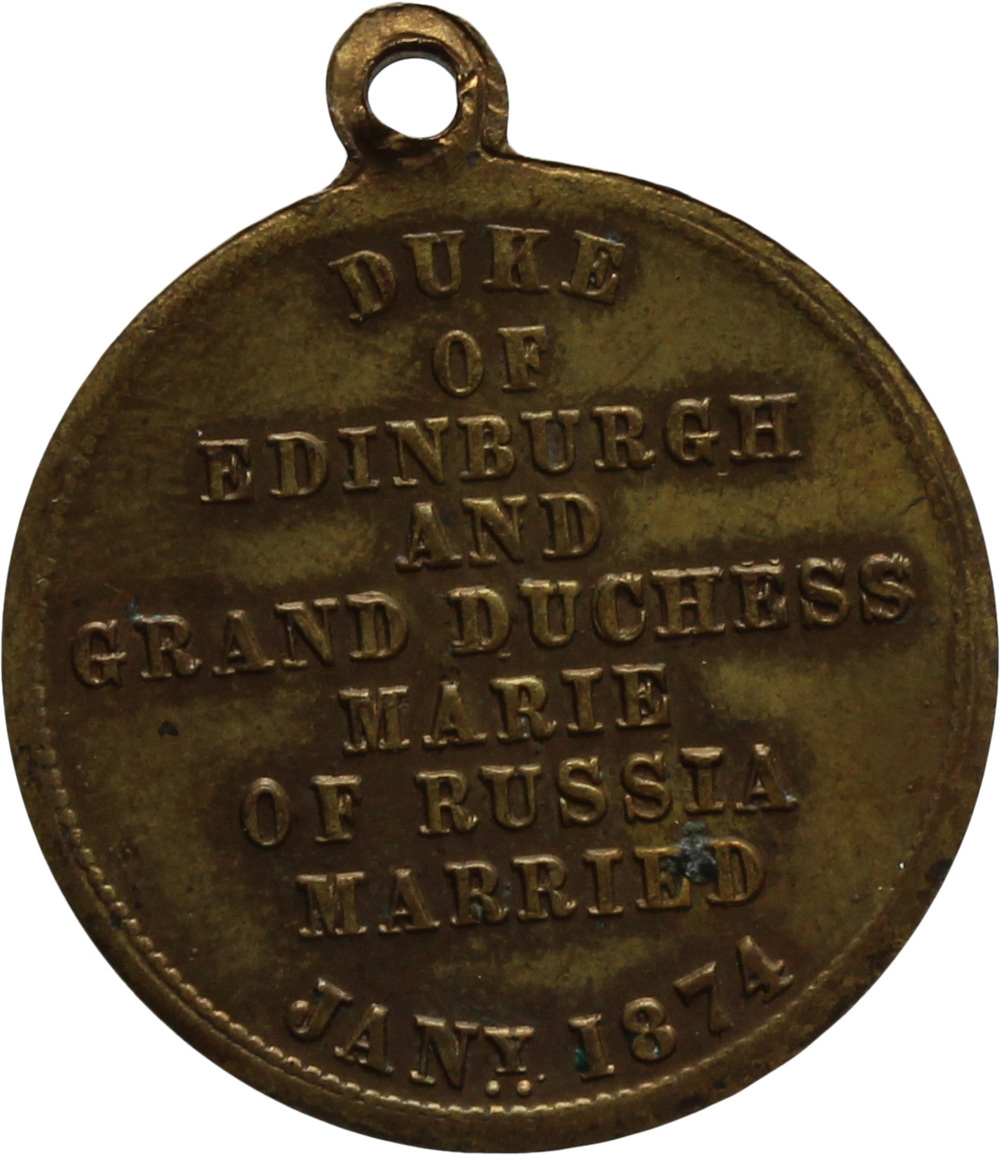 DUKE
OF
EDINBURGH
AND
GRAND DUCHESS
MARIE
OF RUSSIA
MARRIED
JANY. 1874